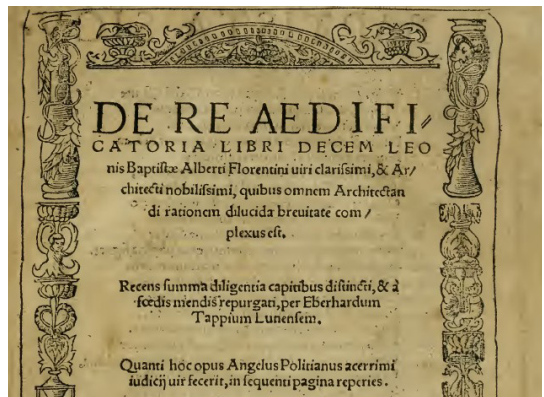 DE RE AEDIFI⸗
CATORIA LIBRI DECEM LEO
nis Baptistæ Alberti Florentini uiri clarissimi, & Ar/
chitecti nobilissimi, quibus omnem Architectan
di rationem dilucida breuitate com /
plexus est.
Recens summa diligentia capitibus distincti, & à
fœdis mendis repurgati, per Eberhardum
Tappium Lunensem.
Quanti hoc opus Angelus Politianus acerrimi
iudicij uir fecerit, in sequenti pagina reperies.